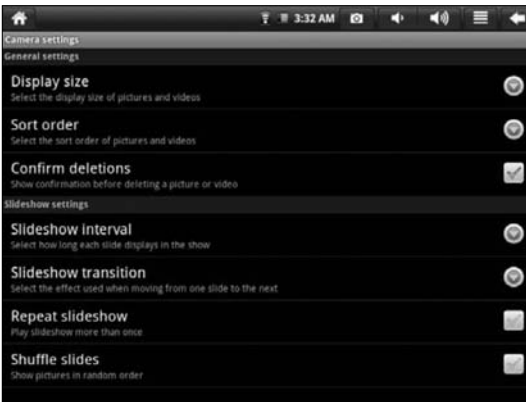 3:32 AM
Camera settings
General settings
Display size
Select the display size of pictures and videos
Sort order
Select the sort order of pictures and videos
Confirm deletions
Show confirmation before deleting a picture or video
Slideshow settings
Slideshow interval
Select how long each slide displays in the show
Slideshow transition
Select the effect used when moving from one slide to the next
Repeat slideshow
Play slideshow more than once
Shuffle slides
Show pictures in random order